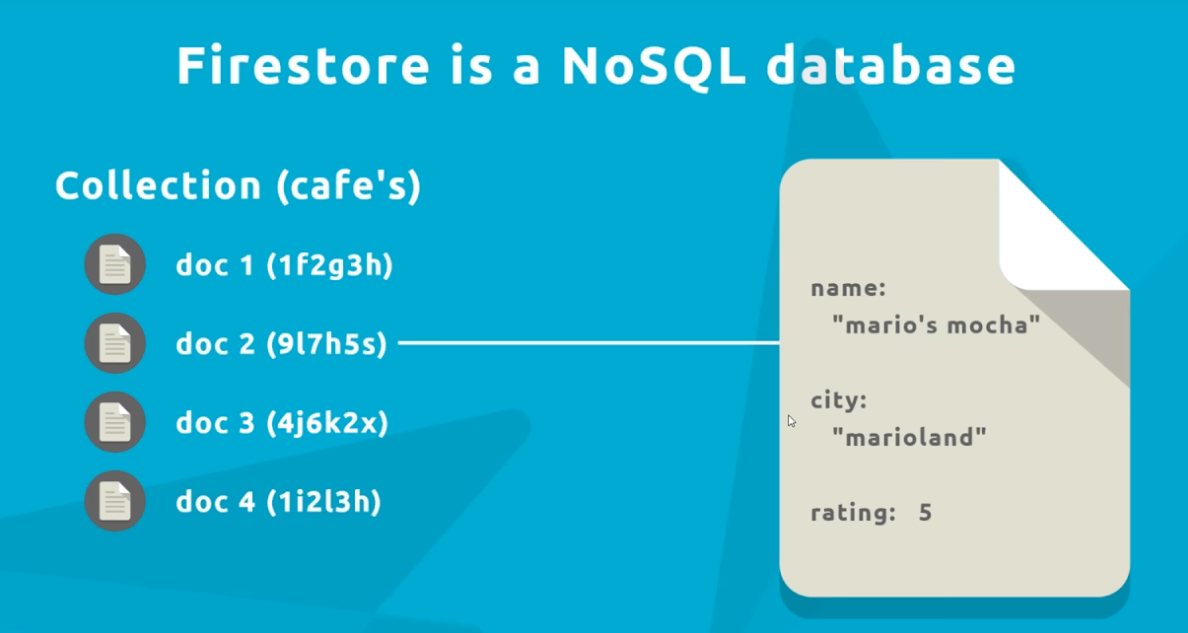 Firestore is a NoSQL database
Collection (cafe's)
doc 1 (1f2g3h)
doc 2 (9l7h5s)
doc 3 (4j6k2x)
doc 4 (1i2l3h)
name:
"mario's mocha"
city:
"marioland"
rating: 5